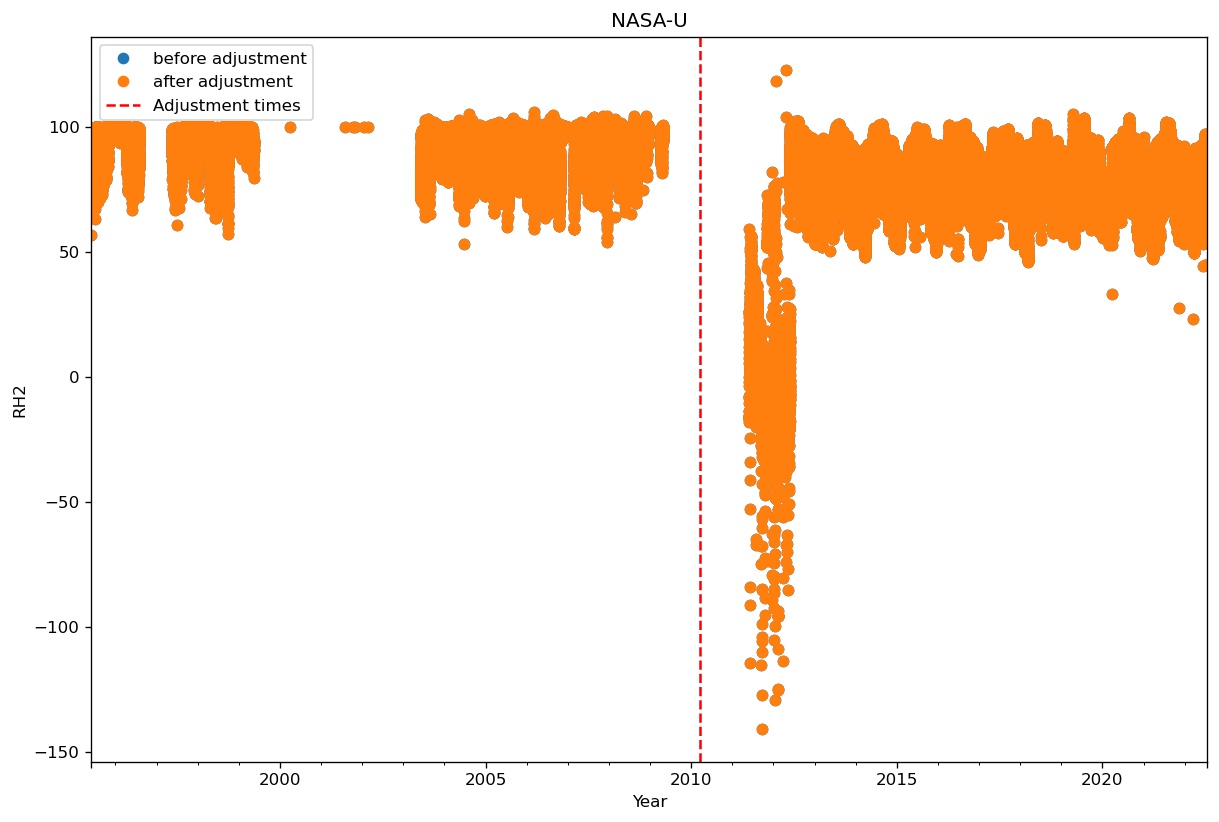 NASA-U
before adjustment
after adjustment
Adjustment times
RH2
100
50
0
−50
−100
−150
2000 2005 2010 2015 2020
Year